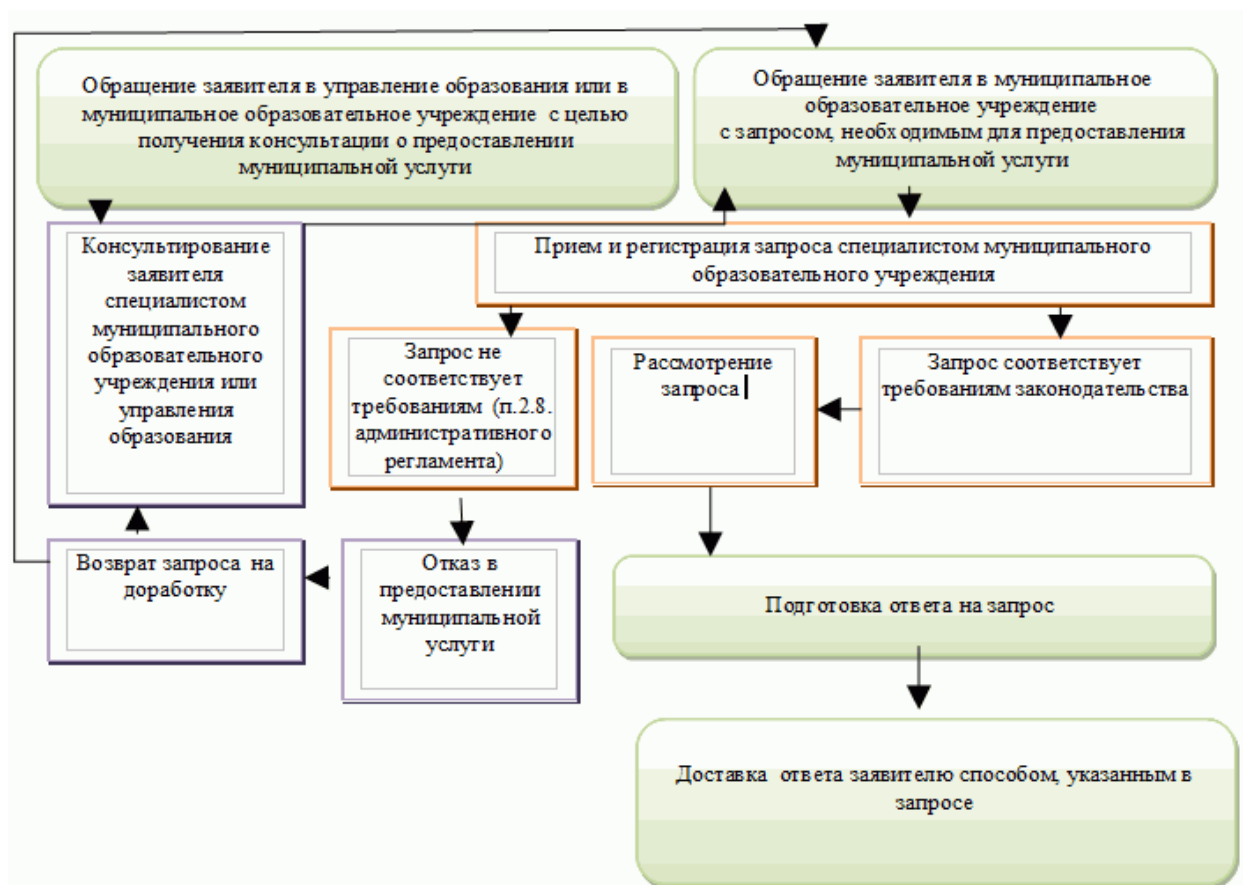 Обращение заявителя в управление образования или в
муниципальное образовательное учреждение с целью
получения консультации о предоставлении
муниципальной услуги
Обращение заявителя в муниципальное
образовательное учреждение
с запросом, необходимым для предоставления
муниципальной услуги
Консультирование
заявителя
специалистом
муниципального
образовательного
учреждения или
управления
образования
Прием и регистрация запроса специалистом муниципального
образовательного учреждения
Запрос не
соответствует
требованиям (п.2.8.
административного
регламента)
Рассмотрение
запроса
Запрос соответствует
требованиям законодательства
Возврат запроса на
доработку
Отказ в
предоставлении
муниципальной
услуги
Подготовка ответа на запрос
Доставка ответа заявителю способом, указанным в
запросе